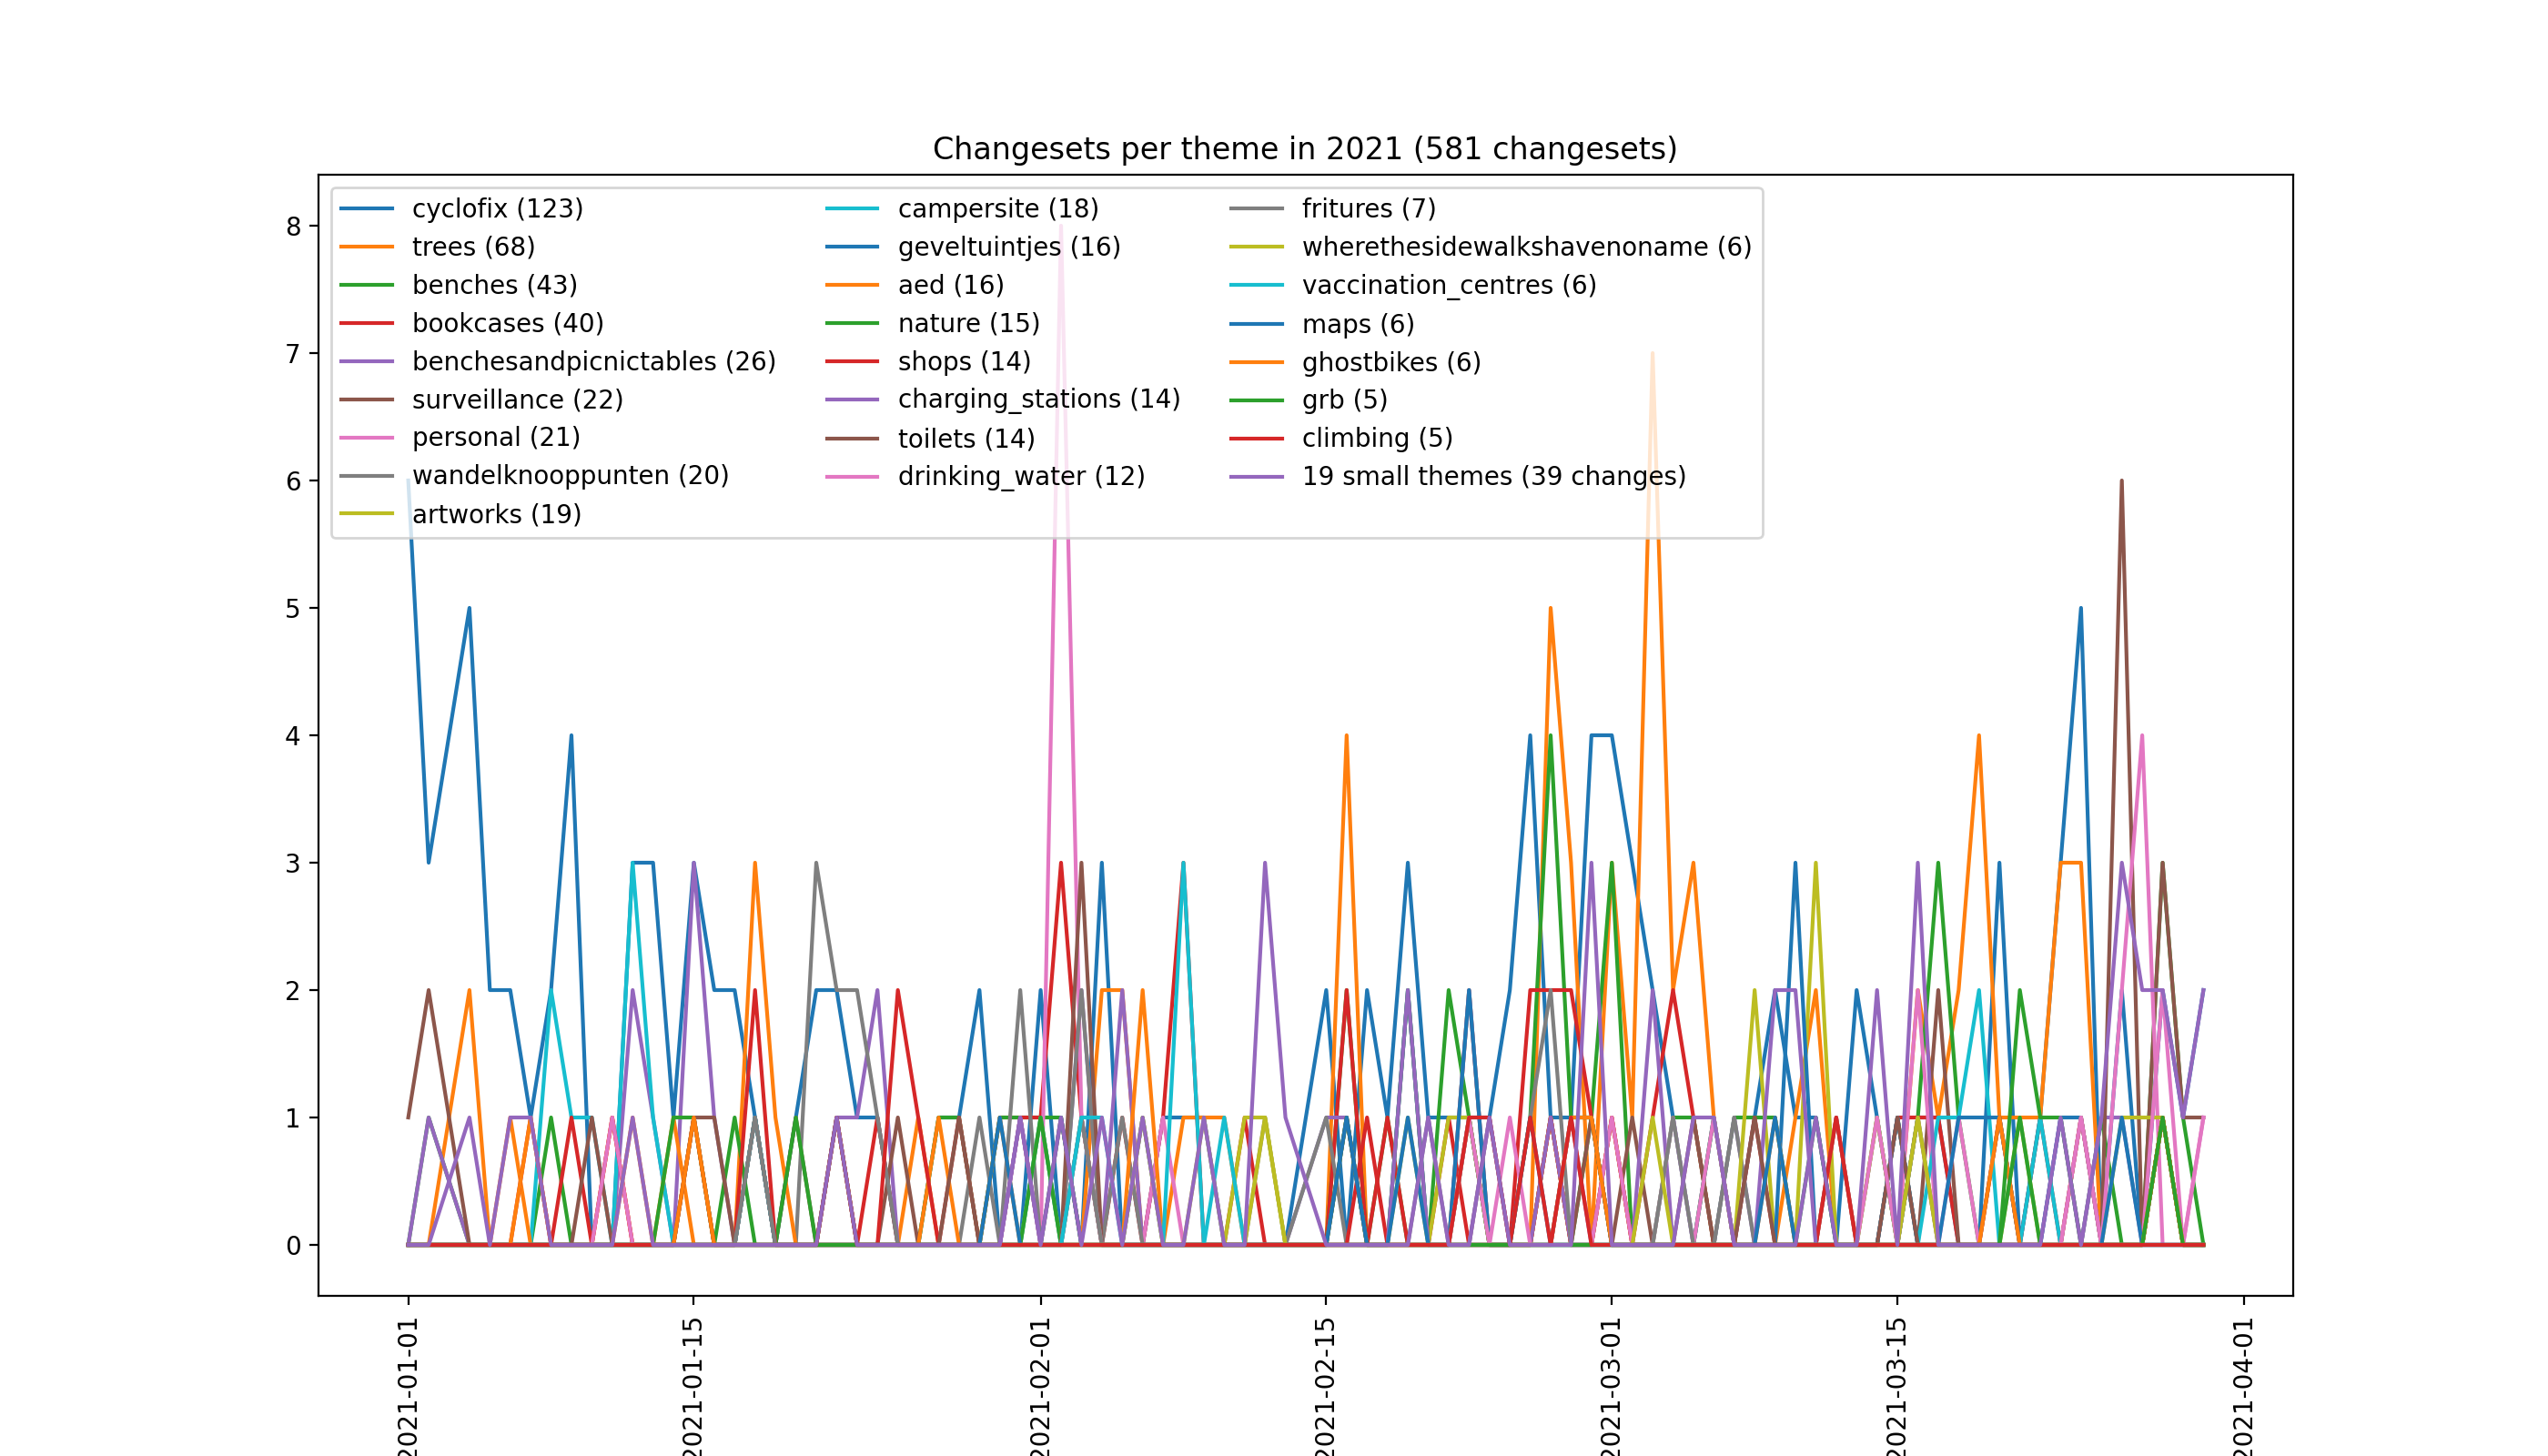 Changesets per theme in 2021 (581 changesets)
cyclofix (123)
trees (68)
benches (43)
bookcases (40)
benchesandpicnictables (26)
surveillance (22)
personal (21)
wandelknooppunten (20)
artworks (19)
campersite (18)
geveltuintjes (16)
aed (16)
nature (15)
shops (14)
charging_stations (14)
toilets (14)
drinking_water (12)
fritures (7)
wherethesidewalkshavenoname (6)
vaccination_centres (6)
maps (6)
ghostbikes (6)
grb (5)
climbing (5)
19 small themes (39 changes)
8
7
6
5
4
3
2
1
0
2021-01-01
2021-01-15
2021-02-01
2021-02-15
2021-03-01
2021-03-15
2021-04-01